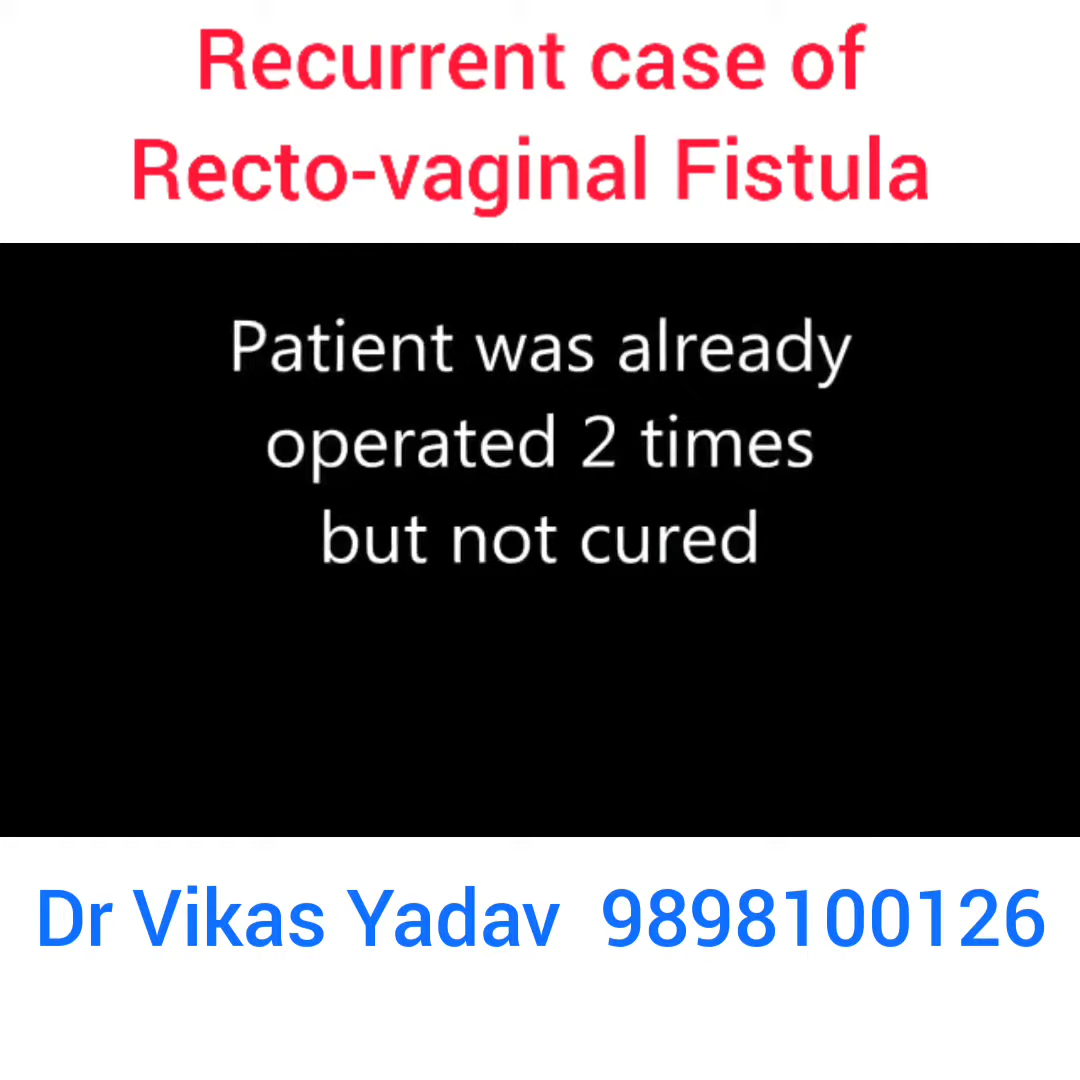 Recurrent case of
Recto-vaginal Fistula
Patient was already
operated 2 times
but not cured
Dr Vikas Yadav 9898100126